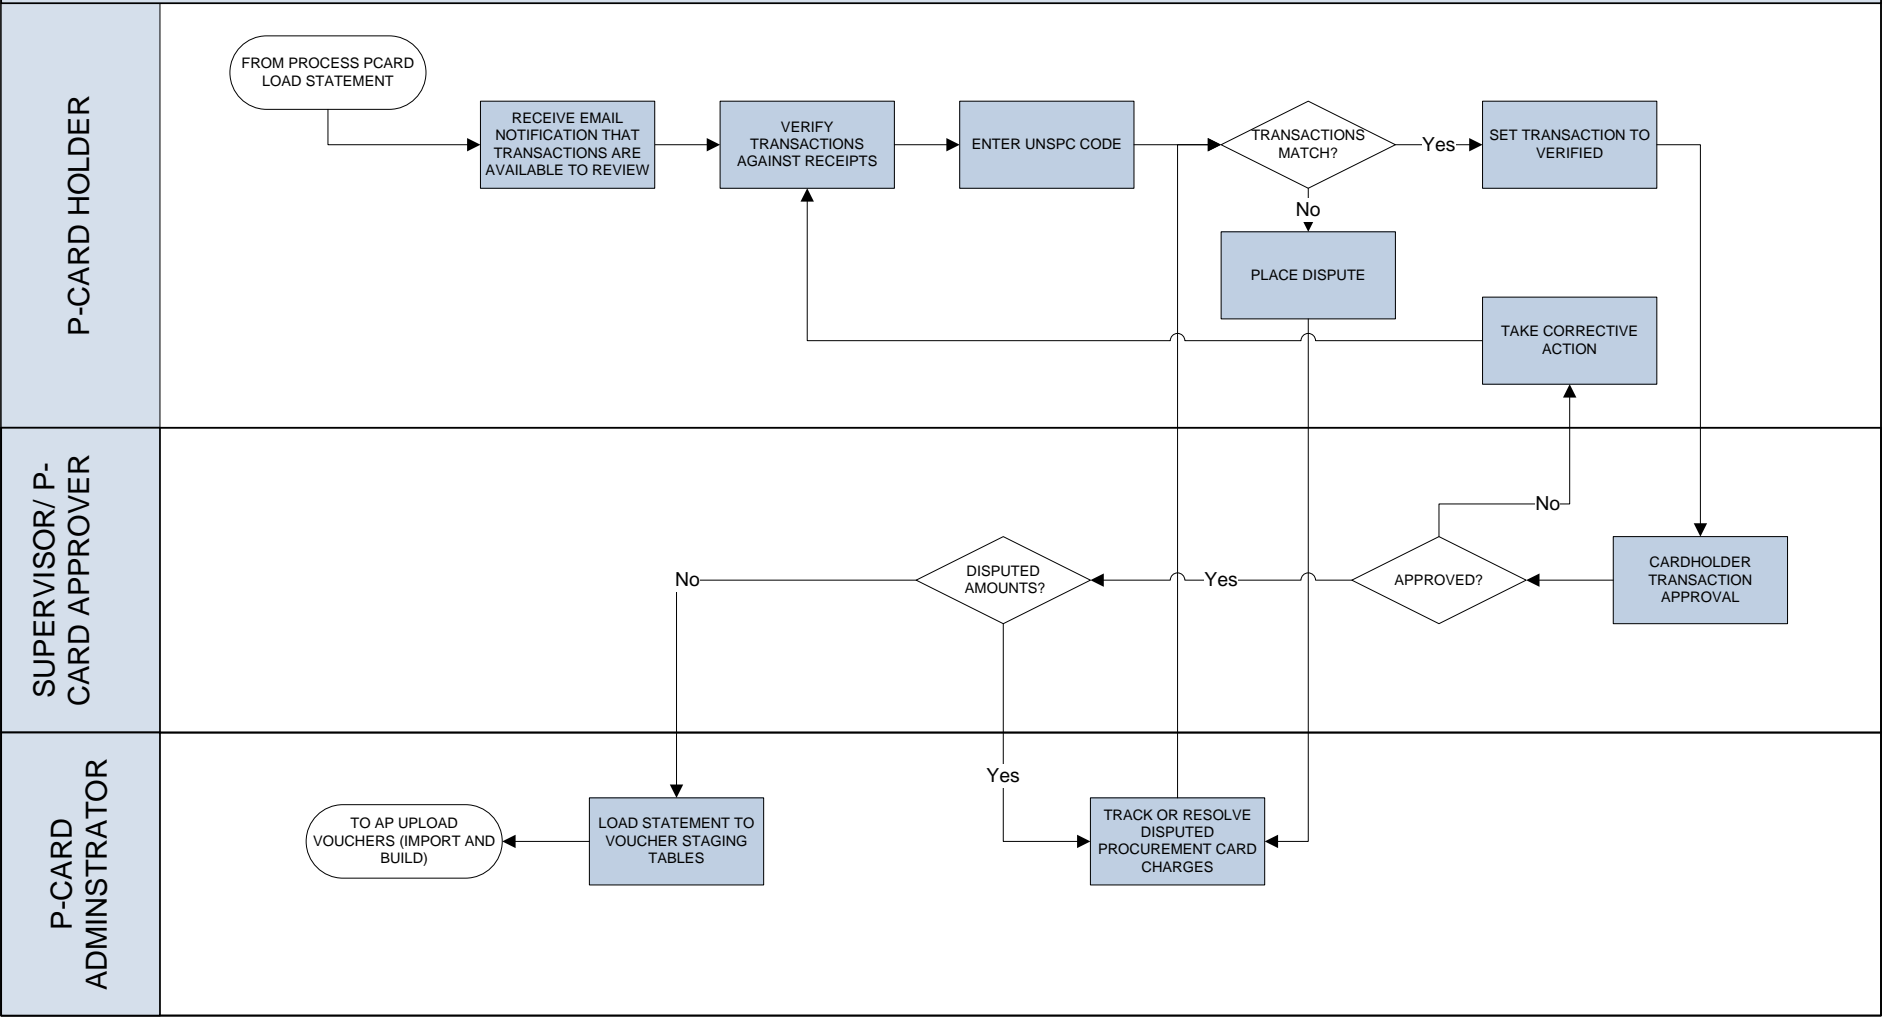 P-CARD HOLDER
FROM PROCESS PCARD
LOAD STATEMENT
RECEIVE EMAIL
NOTIFICATION THAT
TRANSACTIONS ARE
AVAILABLE TO REVIEW
VERIFY
TRANSACTIONS
AGAINST RECEIPTS
ENTER UNSPC CODE
TRANSACTIONS
MATCH?
Yes
SET TRANSACTION TO
VERIFIED
No
PLACE DISPUTE
TAKE CORRECTIVE
ACTION
SUPERVISOR/ P-
CARD APPROVER
No
CARDHOLDER
TRANSACTION
APPROVAL
APPROVED?
Yes
DISPUTED
AMOUNTS?
No
P-CARD
ADMINSTRATOR
Yes
TO AP UPLOAD
VOUCHERS (IMPORT AND
BUILD)
LOAD STATEMENT TO
VOUCHER STAGING
TABLES
TRACK OR RESOLVE
DISPUTED
PROCUREMENT CARD
CHARGES